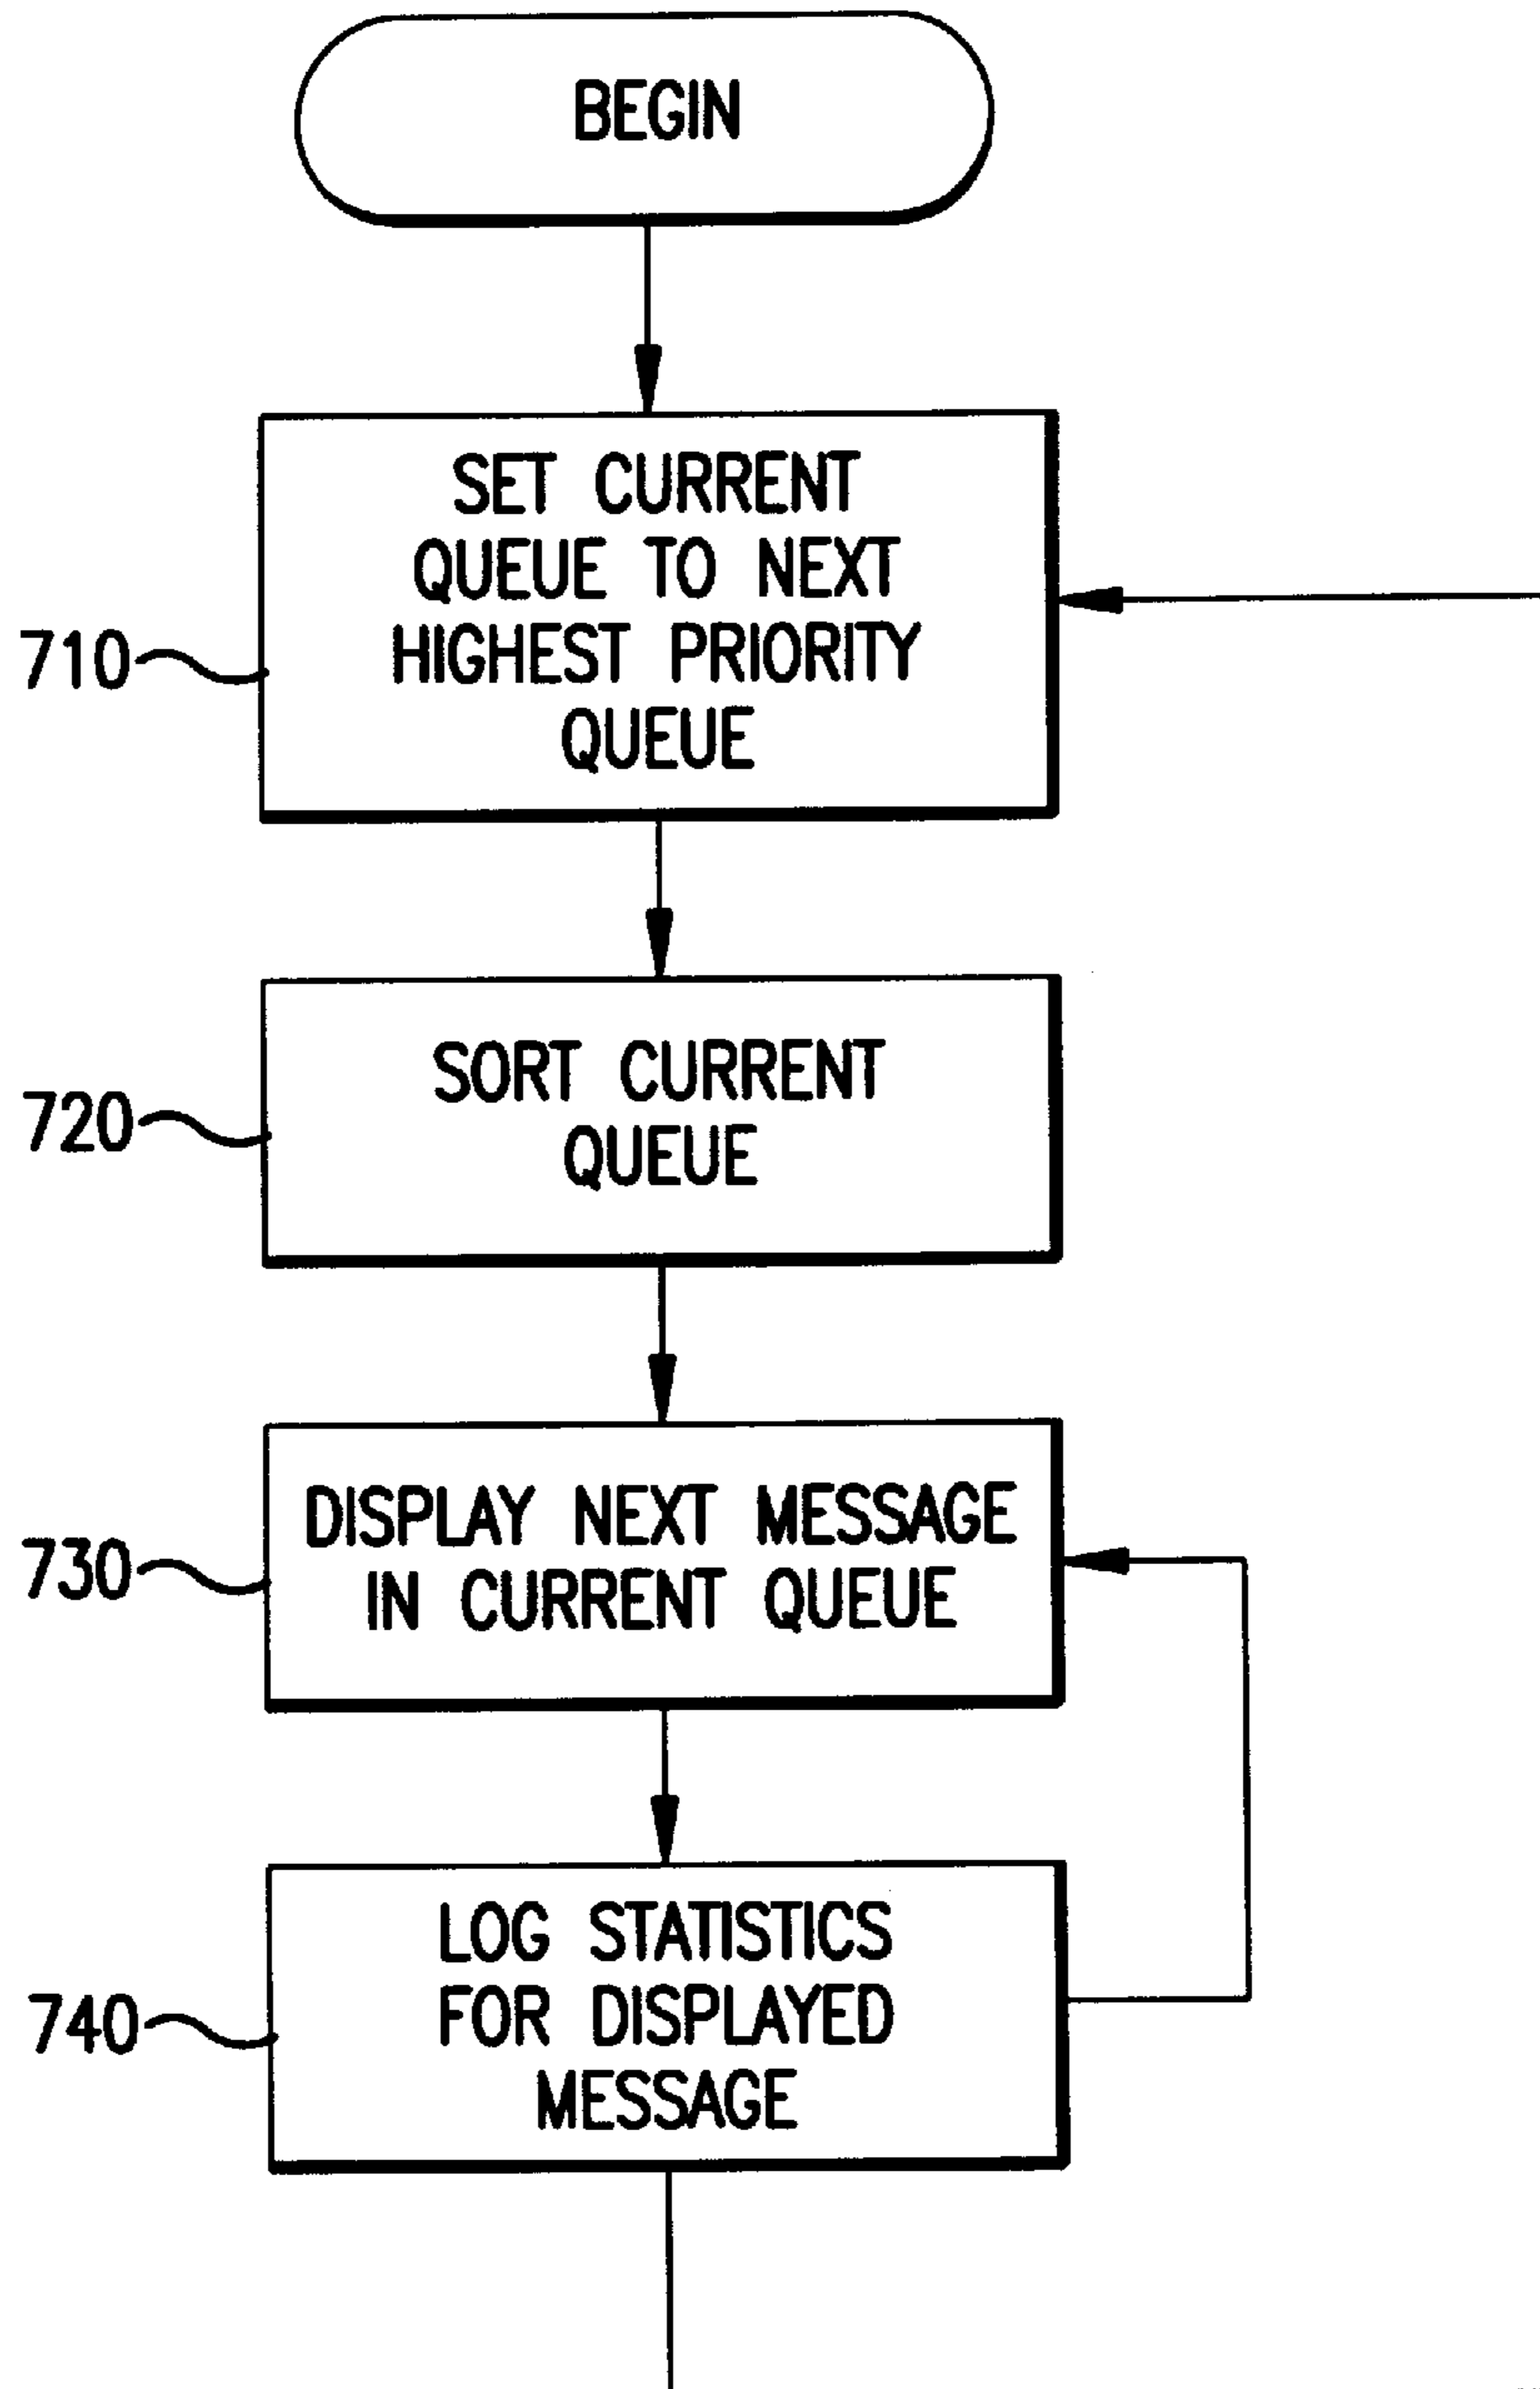 BEGIN
SET CURRENT
QUEUE TO NEXT
HIGHEST PRIORITY
QUEUE
710
SORT CURRENT
QUEUE
720
DISPLAY NEXT MESSAGE
IN CURRENT QUEUE
730
LOG STATISTICS
FOR DISPLAYED
MESSAGE
740